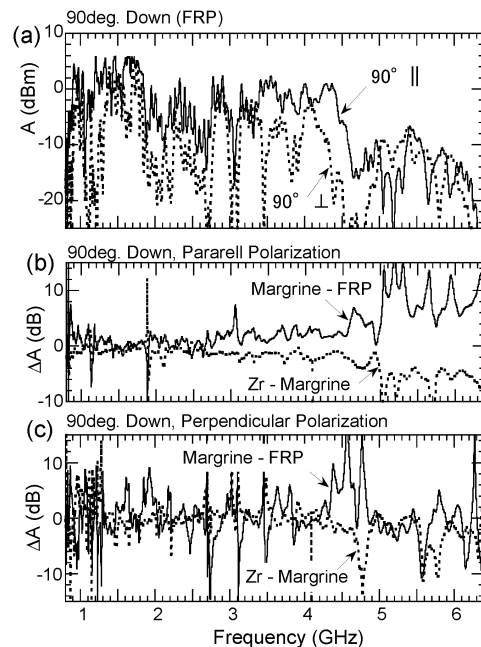 90deg. Down (FRP)
(a)
10
0
-10
-20
A (dBm)
90° ||
90° ⊥
90deg. Down, Pararell Polarization
(b)
10
0
-10
ΔA (dB)
Margrine - FRP
Zr - Margrine
90deg. Down, Perpendicular Polarization
(c)
10
0
-10
ΔA (dB)
Margrine - FRP
Zr - Margrine
1 2 3 4 5 6
Frequency (GHz)